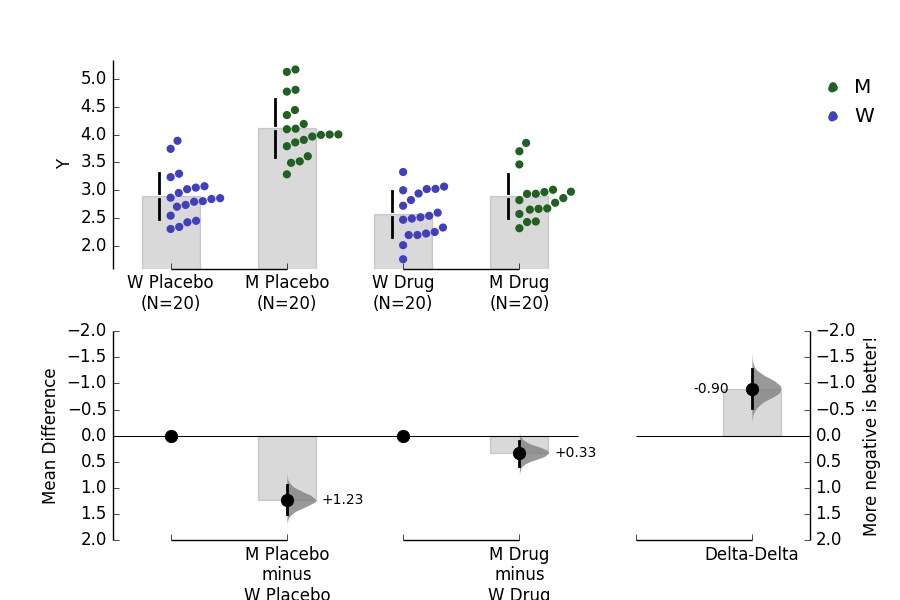 5.0
4.5
4.0
3.5
3.0
2.5
2.0
Y
M
W
W Placebo
(N=20)
M Placebo
(N=20)
W Drug
(N=20)
M Drug
(N=20)
−2.0
−1.5
−1.0
−0.5
0.0
0.5
1.0
1.5
2.0
Mean Difference
+1.23
+0.33
-0.90
−2.0
−1.5
−1.0
−0.5
0.0
0.5
1.0
1.5
2.0
More negative is better!
M Placebo
minus
W Placebo
M Drug
minus
W Drug
Delta-Delta